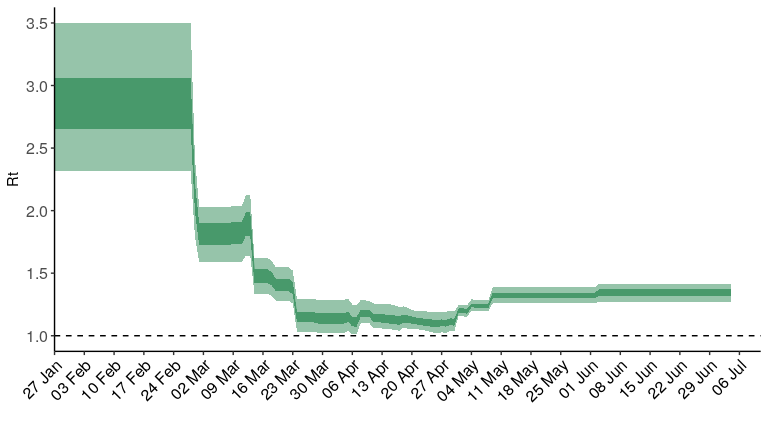 3.5
3.0
2.5
2.0
1.5
1.0
Rt
27 Jan
03 Feb
10 Feb
17 Feb
24 Feb
02 Mar
09 Mar
16 Mar
23 Mar
30 Mar
06 Apr
13 Apr
20 Apr
27 Apr
04 May
11 May
18 May
25 May
01 Jun
08 Jun
15 Jun
22 Jun
29 Jun
06 Jul